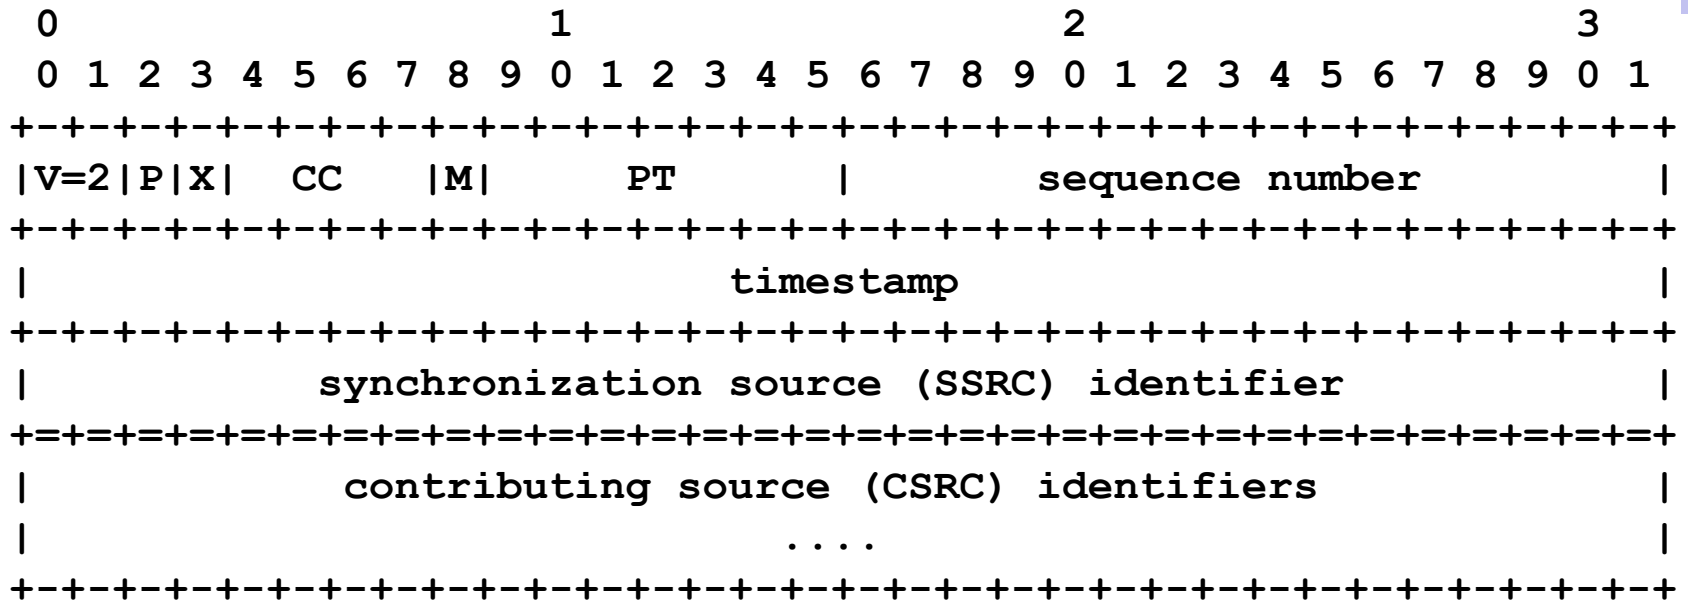 0                   1                   2                   3
 0 1 2 3 4 5 6 7 8 9 0 1 2 3 4 5 6 7 8 9 0 1 2 3 4 5 6 7 8 9 0 1
+-+-+-+-+-+-+-+-+-+-+-+-+-+-+-+-+-+-+-+-+-+-+-+-+-+-+-+-+-+-+-+-+
|V=2|P|X|  CC   |M|     PT      |       sequence number         |
+-+-+-+-+-+-+-+-+-+-+-+-+-+-+-+-+-+-+-+-+-+-+-+-+-+-+-+-+-+-+-+-+
|                           timestamp                           |
+-+-+-+-+-+-+-+-+-+-+-+-+-+-+-+-+-+-+-+-+-+-+-+-+-+-+-+-+-+-+-+-+
|           synchronization source (SSRC) identifier            |
+=+=+=+=+=+=+=+=+=+=+=+=+=+=+=+=+=+=+=+=+=+=+=+=+=+=+=+=+=+=+=+=+
|            contributing source (CSRC) identifiers             |
|                             ....                              |
+-+-+-+-+-+-+-+-+-+-+-+-+-+-+-+-+-+-+-+-+-+-+-+-+-+-+-+-+-+-+-+-+